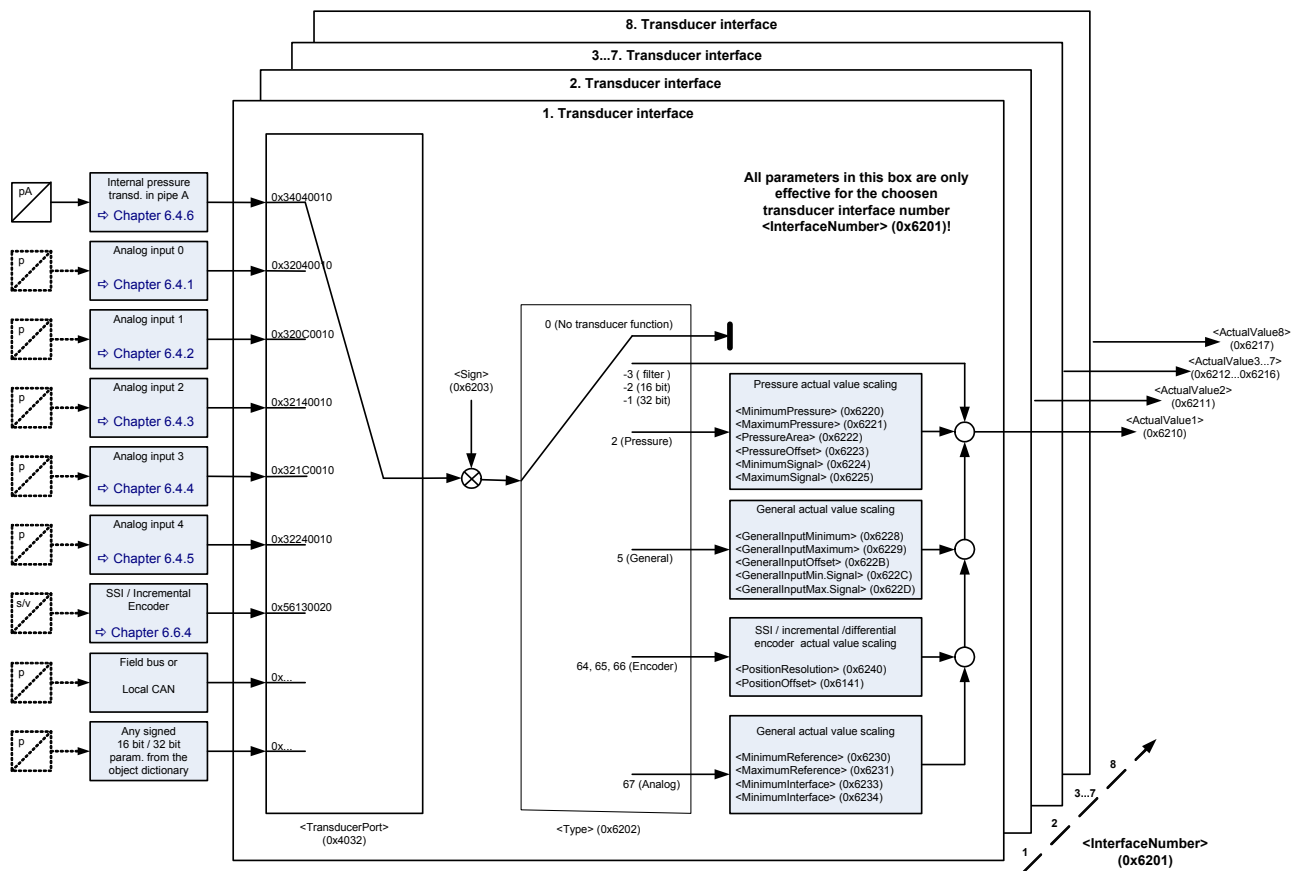 8. Transducer interface
3...7. Transducer interface
2. Transducer interface
1. Transducer interface
pA
Internal pressure
transd. in pipe A
⇨ Chapter 6.4.6
0x34040010
p
Analog input 0
⇨ Chapter 6.4.1
0x32040010
p
Analog input 1
⇨ Chapter 6.4.2
0x320C0010
p
Analog input 2
⇨ Chapter 6.4.3
0x32140010
p
Analog input 3
⇨ Chapter 6.4.4
0x321C0010
p
Analog input 4
⇨ Chapter 6.4.5
0x32240010
s/v
SSI / Incremental
Encoder
⇨ Chapter 6.6.4
0x56130020
p
Field bus or
Local CAN
0x...
p
Any signed
16 bit / 32 bit
param. from the
object dictionary
0x...
<TransducerPort>
(0x4032)
<Sign>
(0x6203)
All parameters in this box are only
effective for the choosen
transducer interface number
<InterfaceNumber> (0x6201)!
0 (No transducer function)
-3 ( filter )
-2 (16 bit)
-1 (32 bit)
2 (Pressure)
5 (General)
64, 65, 66 (Encoder)
67 (Analog)
<Type> (0x6202)
Pressure actual value scaling
<MinimumPressure> (0x6220)
<MaximumPressure> (0x6221)
<PressureArea> (0x6222)
<PressureOffset> (0x6223)
<MinimumSignal> (0x6224)
<MaximumSignal> (0x6225)
General actual value scaling
<GeneralInputMinimum> (0x6228)
<GeneralInputMaximum> (0x6229)
<GeneralInputOffset> (0x622B)
<GeneralInputMin.Signal> (0x622C)
<GeneralInputMax.Signal> (0x622D)
SSI / incremental /differential
encoder actual value scaling
<PositionResolution> (0x6240)
<PositionOffset> (0x6141)
General actual value scaling
<MinimumReference> (0x6230)
<MaximumReference> (0x6231)
<MinimumInterface> (0x6233)
<MinimumInterface> (0x6234)
<ActualValue8>
(0x6217)
<ActualValue3...7>
(0x6212...0x6216)
<ActualValue2>
(0x6211)
<ActualValue1>
(0x6210)
8
3...7
2
1
<InterfaceNumber>
(0x6201)